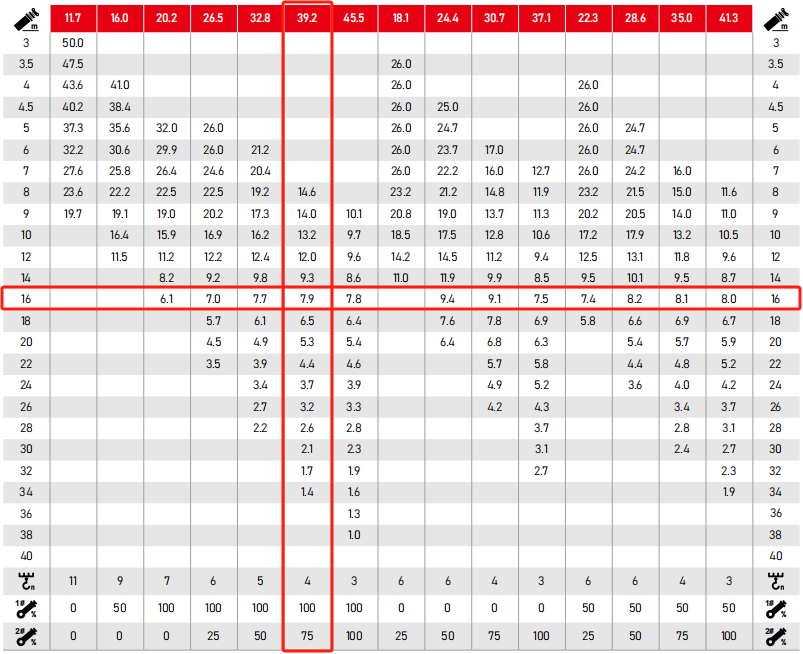 m 11.7 16.0 20.2 26.5 32.8 39.2 45.5 18.1 24.4 30.7 37.1 22.3 28.6 35.0 41.3 m
3 50.0 3
3.5 47.5 26.0 3.5
4 43.6 41.0 26.0 26.0 4
4.5 40.2 38.4 26.0 25.0 26.0 4.5
5 37.3 35.6 32.0 26.0 26.0 24.7 26.0 24.7 5
6 32.2 30.6 29.9 26.0 21.2 26.0 23.7 17.0 26.0 24.7 6
7 27.6 25.8 26.4 24.6 20.4 26.0 22.2 16.0 12.7 26.0 24.2 16.0 7
8 23.6 22.2 22.5 22.5 19.2 14.6 23.2 21.2 14.8 11.9 23.2 21.5 15.0 11.6 8
9 19.7 19.1 19.0 20.2 17.3 14.0 10.1 20.8 19.0 13.7 11.3 20.2 20.5 14.0 11.0 9
10 16.4 15.9 16.9 16.2 13.2 9.7 18.5 17.5 12.8 10.6 17.2 17.9 13.2 10.5 10
12 11.5 11.2 12.2 12.4 12.0 9.6 14.2 14.5 11.2 9.4 12.5 13.1 11.8 9.6 12
14 8.2 9.2 9.8 9.3 8.6 11.0 11.9 9.9 8.5 9.5 10.1 9.5 8.7 14
16 6.1 7.0 7.7 7.9 7.8 9.4 9.1 7.5 7.4 8.2 8.1 8.0 16
18 5.7 6.1 6.5 6.4 7.6 7.8 6.9 5.8 6.6 6.9 6.7 18
20 4.5 4.9 5.3 5.4 6.4 6.8 6.3 5.4 5.7 5.9 20
22 3.5 3.9 4.4 4.6 5.7 5.8 4.4 4.8 5.2 22
24 3.4 3.7 3.9 4.9 5.2 3.6 4.0 4.2 24
26 2.7 3.2 3.3 4.2 4.3 3.4 3.7 26
28 2.2 2.6 2.8 3.7 2.8 3.1 28
30 2.1 2.3 3.1 2.4 2.7 30
32 1.7 1.9 2.7 2.3 32
34 1.4 1.6 1.9 34
36 1.3 36
38 1.0 38
40 40
n 11 9 7 6 5 4 3 6 6 4 3 6 6 4 3 n
1# % 0 50 100 100 100 100 100 0 0 0 0 50 50 50 50 1# %
2# % 0 0 0 25 50 75 100 25 50 75 100 25 50 75 100 2# %